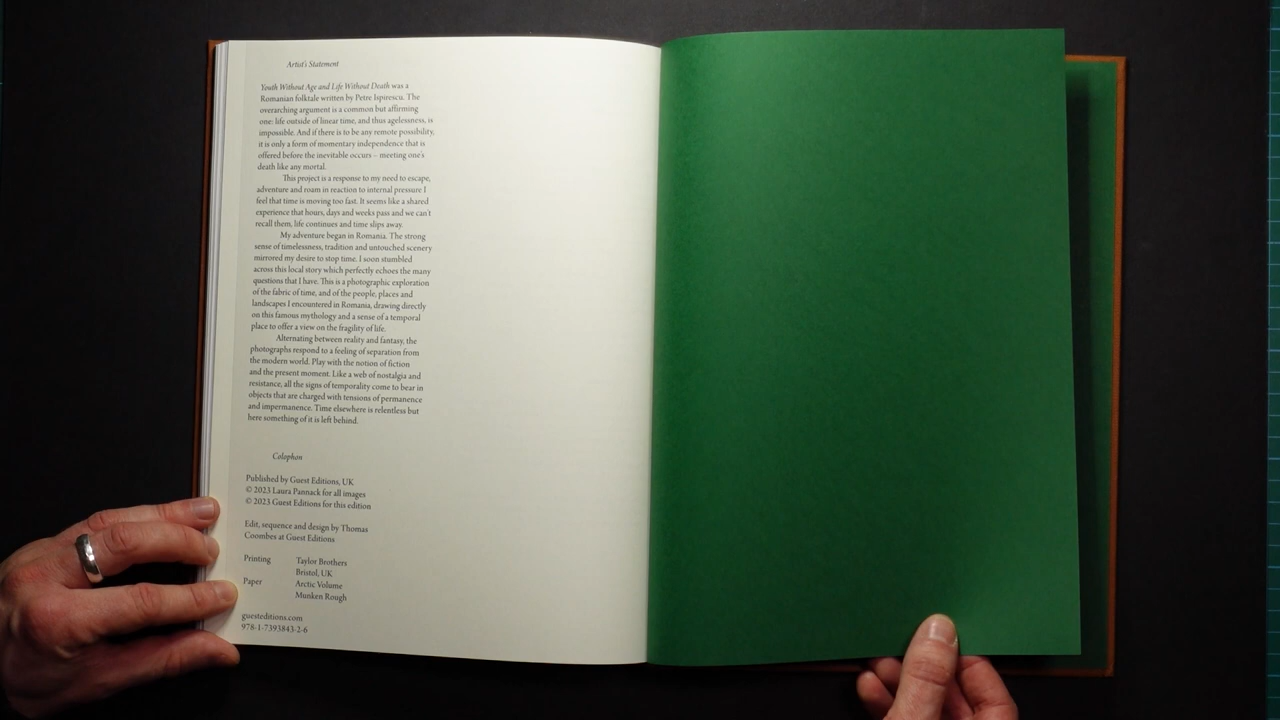 Artist's Statement
Youth Without Age and Life Without Death was a
Romanian folktale written by Petre Ispirescu. The
overarching argument is a common but affirming
one: life outside of linear time, and thus agelessness, is
impossible. And if there is to be any remote possibility,
it is only a form of momentary independence that is
offered before the inevitable occurs – meeting one's
death like any mortal.
This project is a response to my need to escape,
adventure and roam in reaction to internal pressure I
feel that time is moving too fast. It seems like a shared
experience that hours, days and weeks pass and we can't
recall them, life continues and time slips away.
My adventure began in Romania. The strong
sense of timelessness, tradition and untouched scenery
mirrored my desire to stop time. I soon stumbled
across this local story which perfectly echoes the many
questions that I have. This is a photographic exploration
of the fabric of time, and of the people, places and
landscapes I encountered in Romania, drawing directly
on this famous mythology and a sense of a temporal
place to offer a view on the fragility of life.
Alternating between reality and fantasy, the
photographs respond to a feeling of separation from
the modern world. Play with the notion of fiction
and the present moment. Like a web of nostalgia and
resistance, all the signs of temporality come to bear in
objects that are charged with tensions of permanence
and impermanence. Time elsewhere is relentless but
here something of it is left behind.
Colophon
Published by Guest Editions, UK
© 2023 Laura Pannack for all images
© 2023 Guest Editions for this edition
Edit, sequence and design by Thomas
Coombes at Guest Editions
Printing Taylor Brothers
Bristol, UK
Paper Arctic Volume
Munken Rough
guesteditions.com
978-1-7393843-2-6